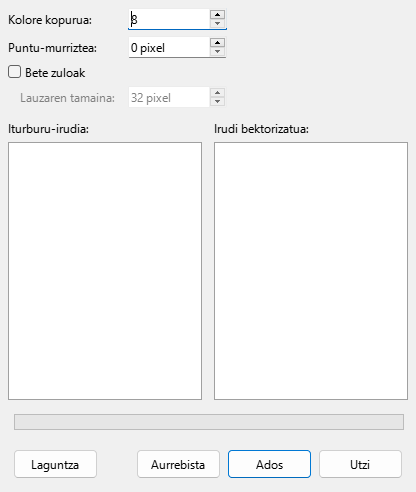 Kolore kopurua: 8
Puntu-murriztea: 0 pixel
Bete zuloak
Lauzaren tamaina: 32 pixel
Iturburu-irudia: Irudi bektorizatua:
Laguntza Aurrebista Ados Utzi